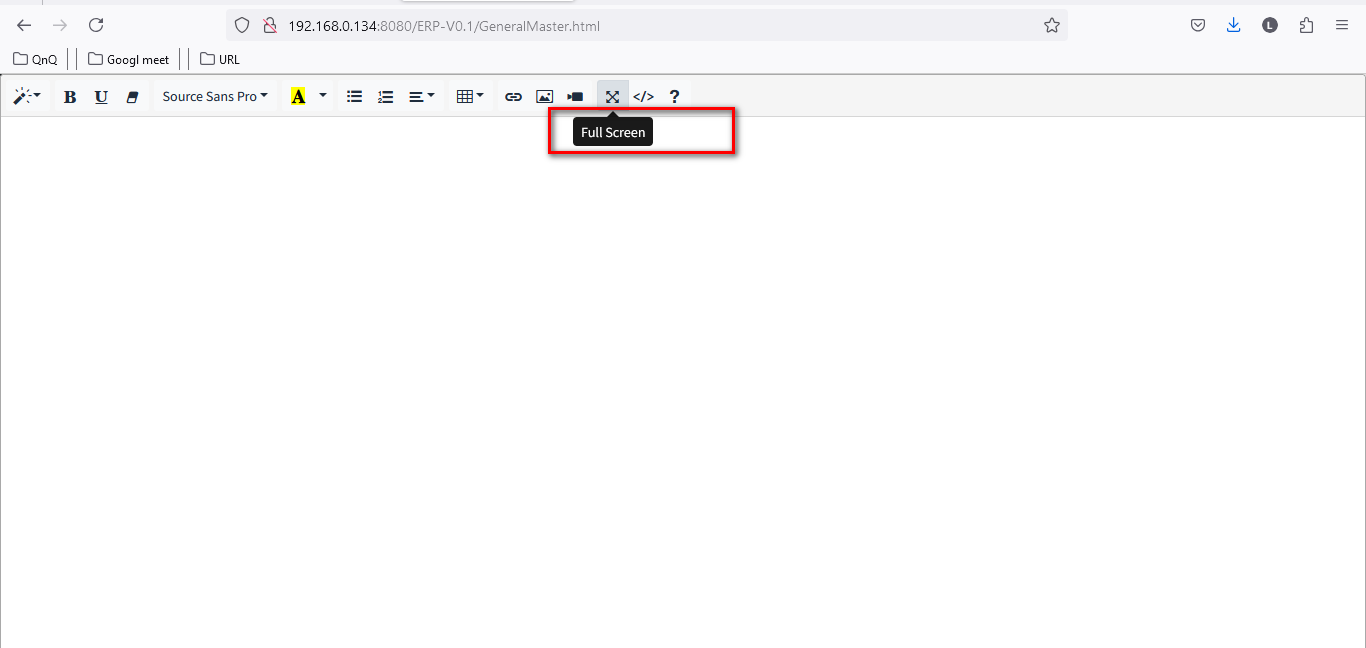 192.168.0.134:8080/ERP-V0.1/GeneralMaster.html
L
QnQ Googl meet URL
B U Source Sans Pro A </> ?
Full Screen